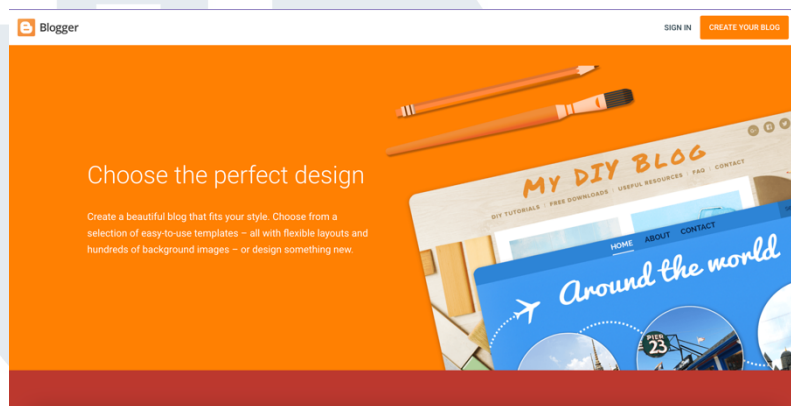 Blogger
SIGN IN
CREATE YOUR BLOG
Choose the perfect design
Create a beautiful blog that fits your style. Choose from a
selection of easy-to-use templates – all with flexible layouts and
hundreds of background images – or design something new.
MY DIY BLOG
DIY TUTORIALS | FREE DOWNLOADS | USEFUL RESOURCES | FAQ | CONTACT
HOME ABOUT CONTACT
Around the world
PIER
23